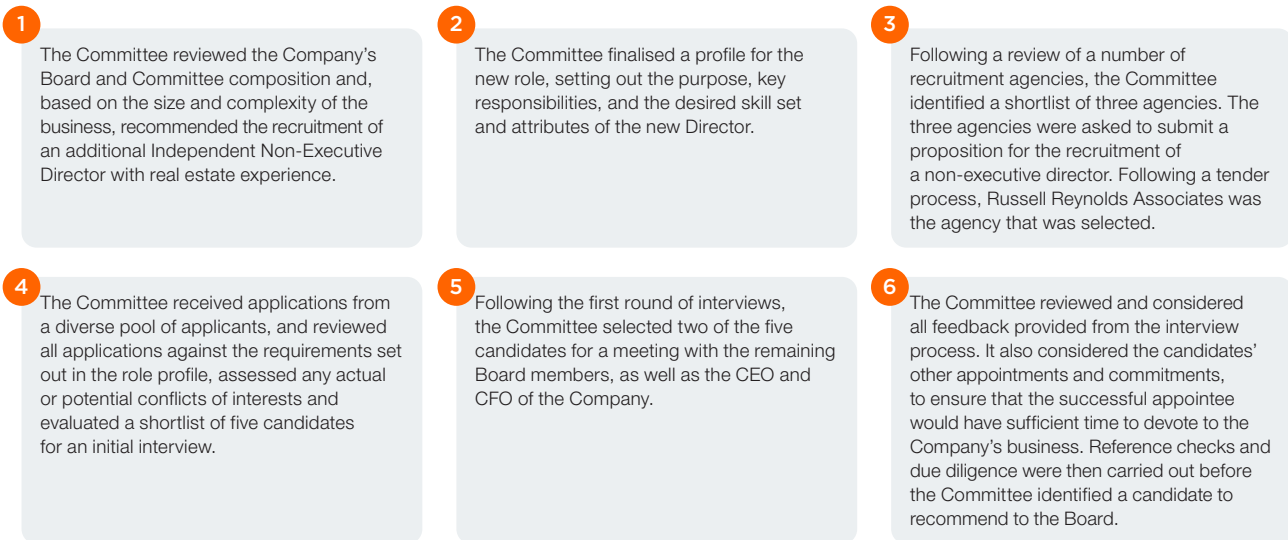 1
The Committee reviewed the Company's
Board and Committee composition and,
based on the size and complexity of the
business, recommended the recruitment of
an additional Independent Non-Executive
Director with real estate experience.
2
The Committee finalised a profile for the
new role, setting out the purpose, key
responsibilities, and the desired skill set
and attributes of the new Director.
3
Following a review of a number of
recruitment agencies, the Committee
identified a shortlist of three agencies. The
three agencies were asked to submit a
proposition for the recruitment of
a non-executive director. Following a tender
process, Russell Reynolds Associates was
the agency that was selected.
4
The Committee received applications from
a diverse pool of applicants, and reviewed
all applications against the requirements set
out in the role profile, assessed any actual
or potential conflicts of interests and
evaluated a shortlist of five candidates
for an initial interview.
5
Following the first round of interviews,
the Committee selected two of the five
candidates for a meeting with the remaining
Board members, as well as the CEO and
CFO of the Company.
6
The Committee reviewed and considered
all feedback provided from the interview
process. It also considered the candidates'
other appointments and commitments,
to ensure that the successful appointee
would have sufficient time to devote to the
Company's business. Reference checks and
due diligence were then carried out before
the Committee identified a candidate to
recommend to the Board.